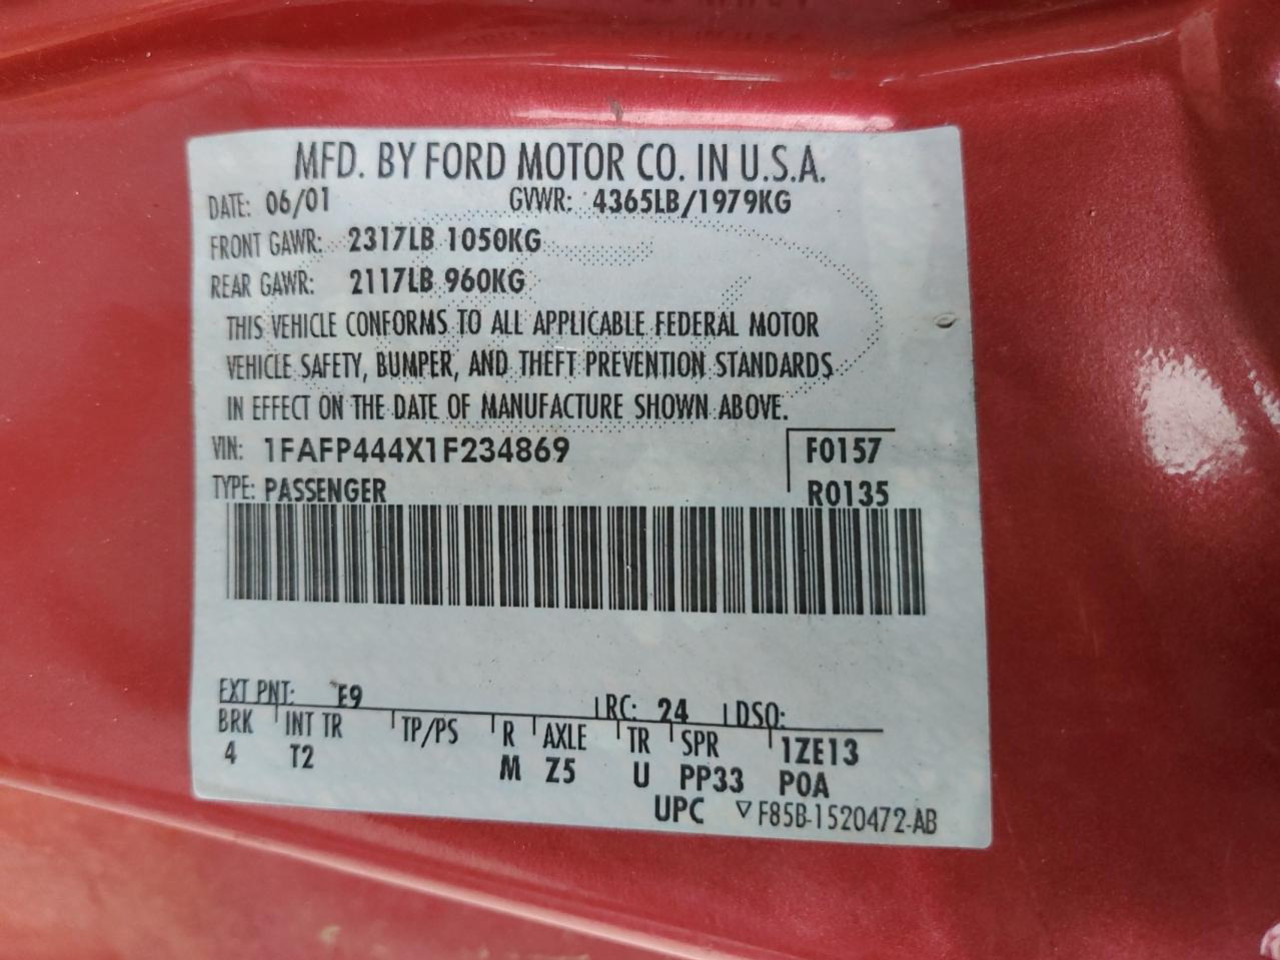 MFD. BY FORD MOTOR CO. IN U.S.A.
DATE: 06/01 GVWR: 4365LB/1979KG
FRONT GAWR: 2317LB 1050KG
REAR GAWR: 2117LB 960KG
THIS VEHICLE CONFORMS TO ALL APPLICABLE FEDERAL MOTOR
VEHICLE SAFETY, BUMPER, AND THEFT PREVENTION STANDARDS
IN EFFECT ON THE DATE OF MANUFACTURE SHOWN ABOVE.
VIN: 1FAFP444X1F234869 F0157
TYPE: PASSENGER R0135
EXT PNT: E9 RC: 24 DSO:
BRK INT TR TP/PS R AXLE TR SPR 1ZE13
4 T2 M Z5 U PP33 POA
UPC F85B-1520472-AB